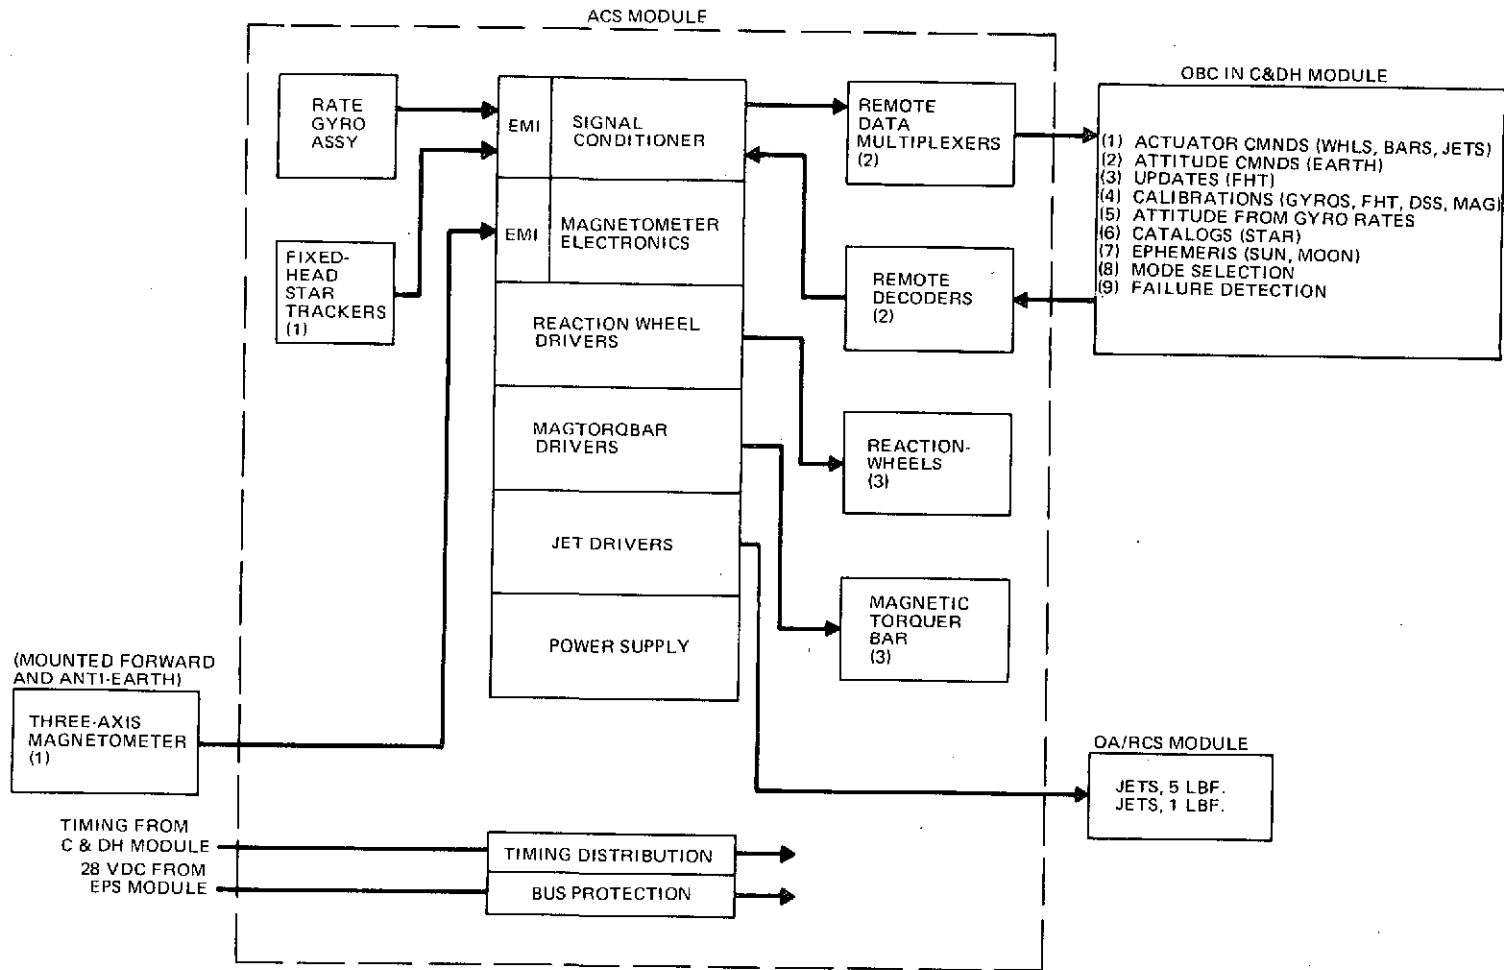 ACS MODULE
RATE
GYRO
ASSY
FIXED-
HEAD
STAR
TRACKERS
(1)
EMI
SIGNAL
CONDITIONER
EMI
MAGNETOMETER
ELECTRONICS
REACTION WHEEL
DRIVERS
MAGTORQBAR
DRIVERS
JET DRIVERS
POWER SUPPLY
REMOTE
DATA
MULTIPLEXERS
(2)
REMOTE
DECODERS
(2)
REACTION-
WHEELS
(3)
MAGNETIC
TORQUER
BAR
(3)
OBC IN C&DH MODULE
(1) ACTUATOR CMNDS (WHLS, BARS, JETS)
(2) ATTITUDE CMNDS (EARTH)
(3) UPDATES (FHT)
(4) CALIBRATIONS (GYROS, FHT, DSS, MAG)
(5) ATTITUDE FROM GYRO RATES
(6) CATALOGS (STAR)
(7) EPHEMERIS (SUN, MOON)
(8) MODE SELECTION
(9) FAILURE DETECTION
(MOUNTED FORWARD
AND ANTI-EARTH)
THREE-AXIS
MAGNETOMETER
(1)
OA/RCS MODULE
JETS, 5 LBF.
JETS, 1 LBF.
TIMING FROM
C & DH MODULE
28 VDC FROM
EPS MODULE
TIMING DISTRIBUTION
BUS PROTECTION